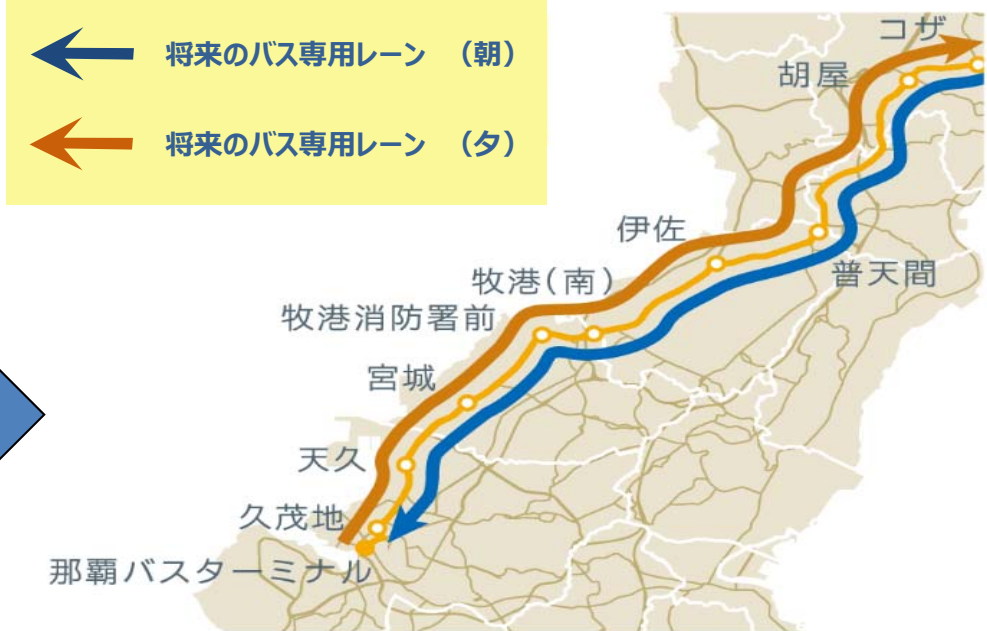 将来のバス専用レーン （朝）
将来のバス専用レーン （夕）
コザ
胡屋
伊佐
普天間
牧港(南)
牧港消防署前
宮城
天久
久茂地
那覇バスターミナル